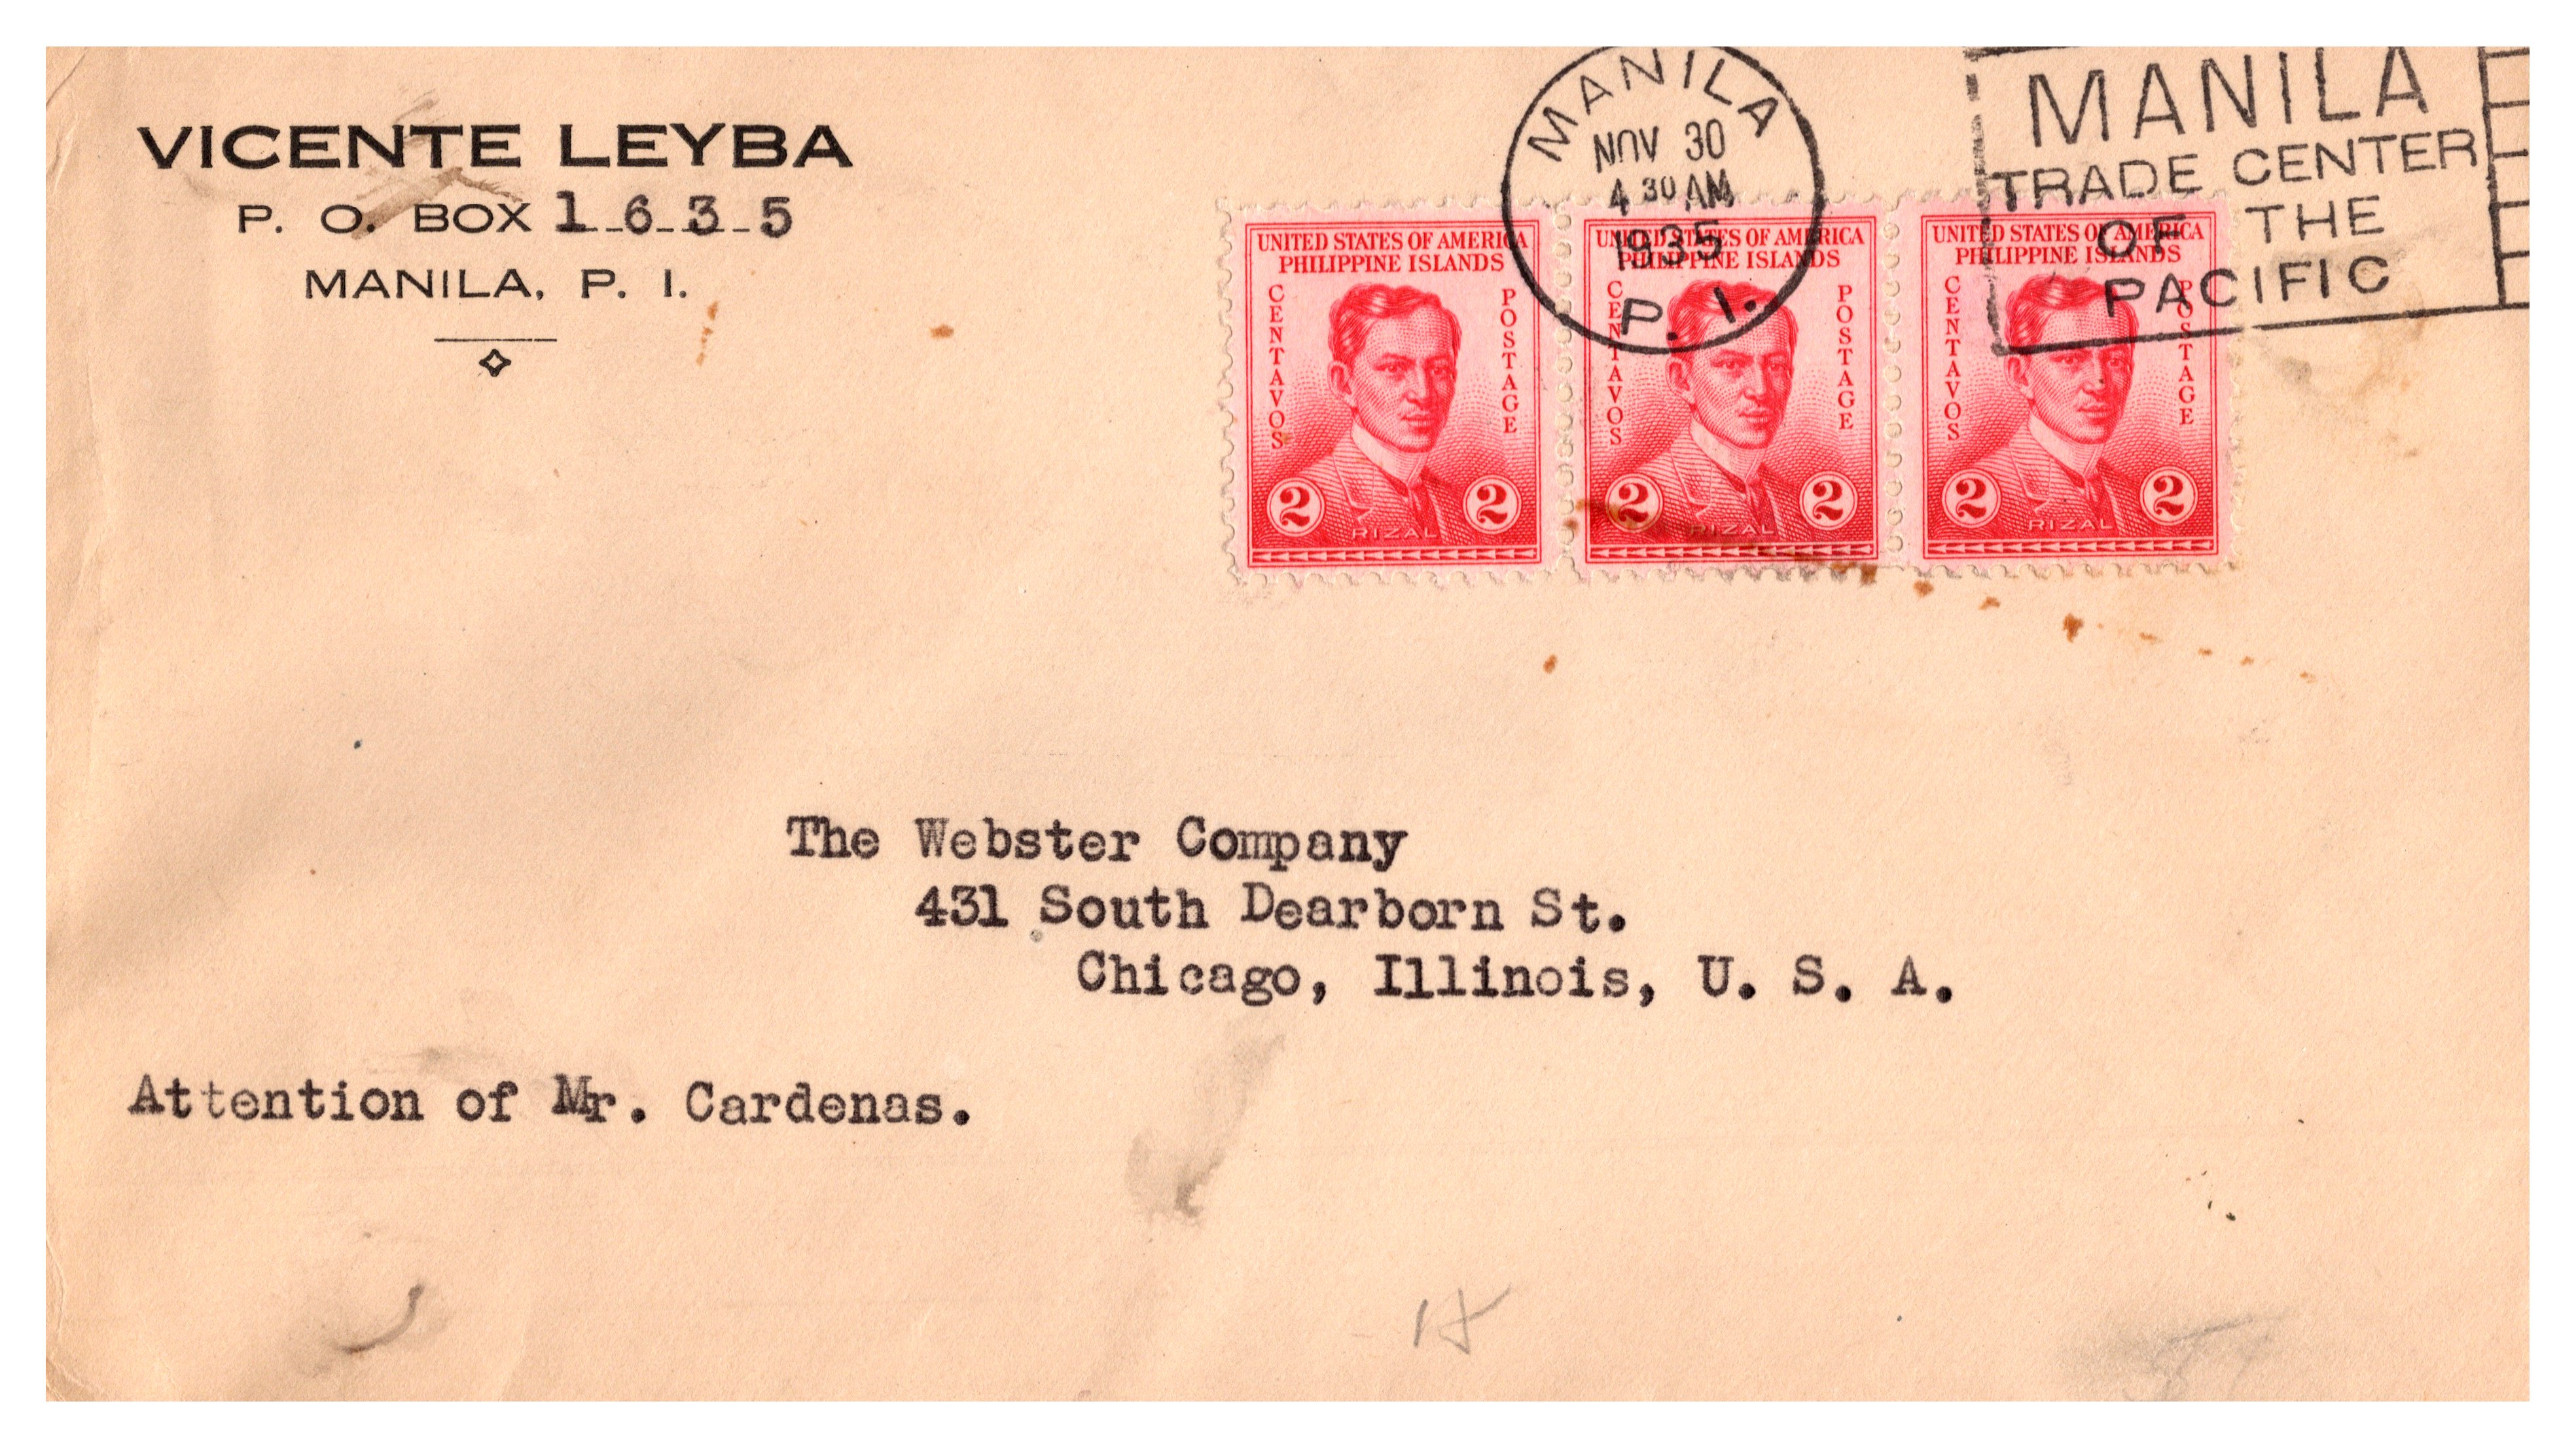 VICENTE LEYBA
P. O. BOX 1635
MANILA, P. I.
MANILA
NOV 30
4 30 AM
1935
P. I.
MANILA
TRADE CENTER
OF THE
PACIFIC
UNITED STATES OF AMERICA
PHILIPPINE ISLANDS
CENTAVOS
POSTAGE
2 2
RIZAL
UNITED STATES OF AMERICA
PHILIPPINE ISLANDS
CENTAVOS
POSTAGE
2 2
RIZAL
UNITED STATES OF AMERICA
PHILIPPINE ISLANDS
CENTAVOS
POSTAGE
2 2
RIZAL
The Webster Company
431 South Dearborn St.
Chicago, Illinois, U. S. A.
Attention of Mr. Cardenas.